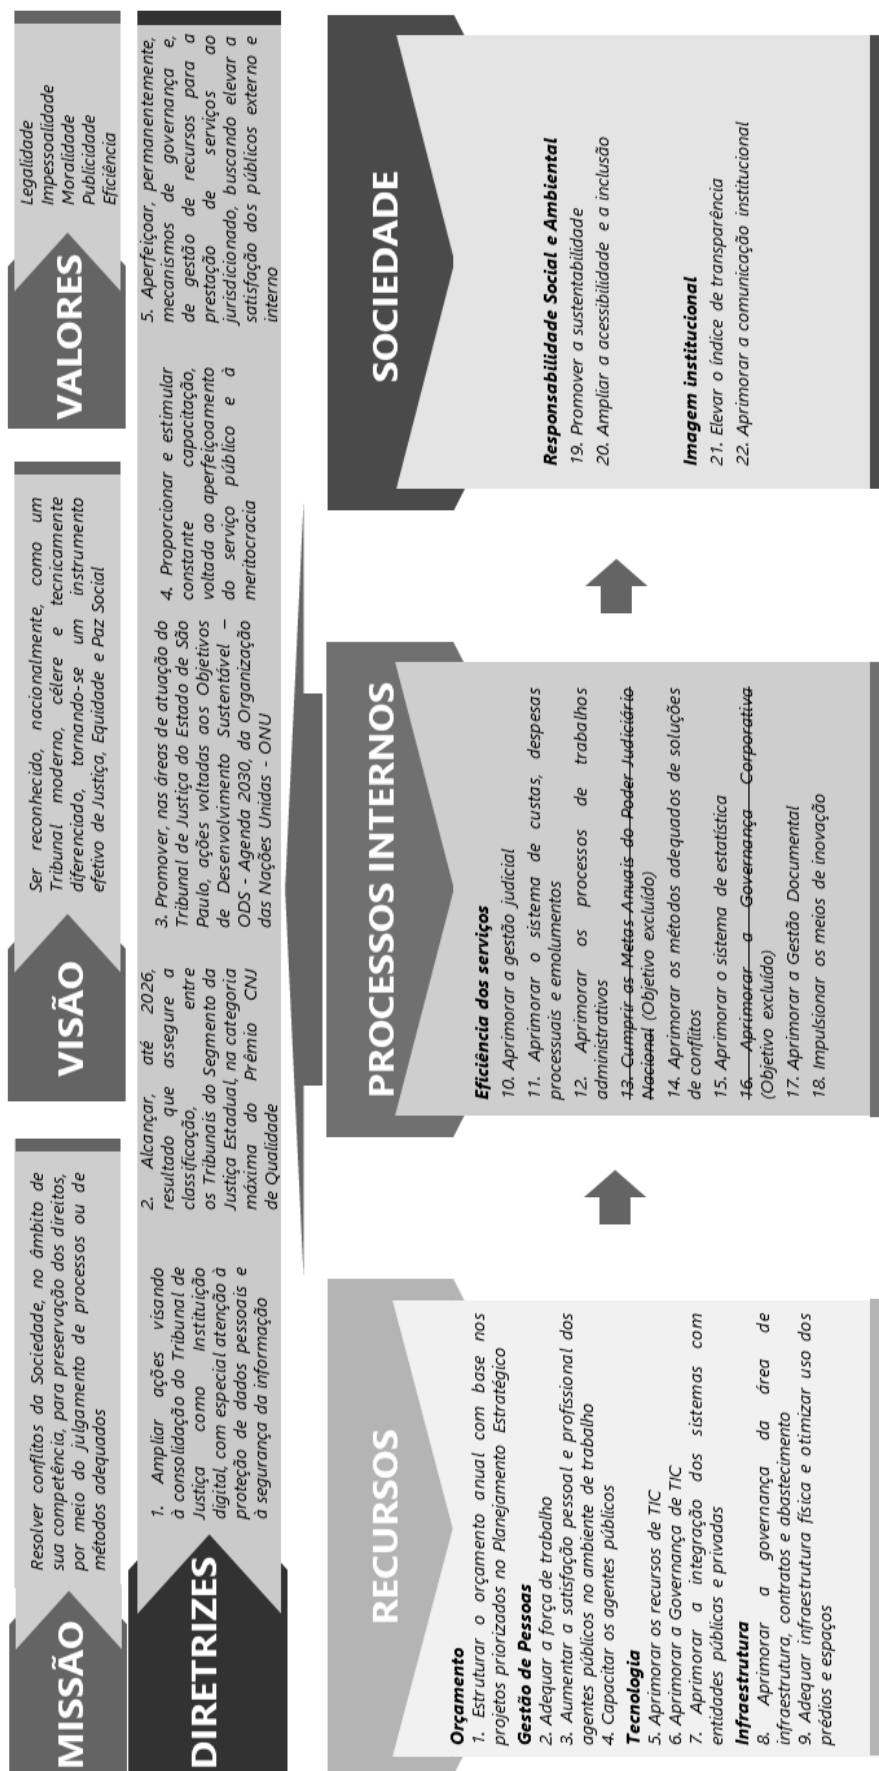 MISSÃO
Resolver conflitos da Sociedade, no âmbito de
sua competência, para preservação dos direitos,
por meio do julgamento de processos ou de
métodos adequados
VISÃO
Ser reconhecido, nacionalmente, como um
Tribunal moderno, célere e tecnicamente
diferenciado, tornando-se um instrumento
efetivo de Justiça, Equidade e Paz Social
VALORES
Legalidade
Impessoalidade
Moralidade
Publicidade
Eficiência
DIRETRIZES
1. Ampliar ações visando
à consolidação do Tribunal de
Justiça como Instituição
digital, com especial atenção à
proteção de dados pessoais e
à segurança da informação
2. Alcançar, até 2026,
resultado que assegure a
classificação, entre
os Tribunais do Segmento da
Justiça Estadual, na categoria
máxima do Prêmio CNJ
de Qualidade
3. Promover, nas áreas de atuação do
Tribunal de Justiça do Estado de São
Paulo, ações voltadas aos Objetivos
de Desenvolvimento Sustentável –
ODS - Agenda 2030, da Organização
das Nações Unidas - ONU
4. Proporcionar e estimular
constante capacitação,
voltada ao aperfeiçoamento
do serviço público e à
meritocracia
5. Aperfeiçoar, permanentemente,
mecanismos de governança e,
de gestão de recursos para a
prestação de serviços ao
jurisdicionado, buscando elevar a
satisfação dos públicos externo e
interno
RECURSOS
Orçamento
1. Estruturar o orçamento anual com base nos
projetos priorizados no Planejamento Estratégico
Gestão de Pessoas
2. Adequar a força de trabalho
3. Aumentar a satisfação pessoal e profissional dos
agentes públicos no ambiente de trabalho
4. Capacitar os agentes públicos
Tecnologia
5. Aprimorar os recursos de TIC
6. Aprimorar a Governança de TIC
7. Aprimorar a integração dos sistemas com
entidades públicas e privadas
Infraestrutura
8. Aprimorar a governança da área de
infraestrutura, contratos e abastecimento
9. Adequar infraestrutura física e otimizar uso dos
prédios e espaços
PROCESSOS INTERNOS
Eficiência dos serviços
10. Aprimorar a gestão judicial
11. Aprimorar o sistema de custas, despesas
processuais e emolumentos
12. Aprimorar os processos de trabalhos
administrativos
13. Cumprir as Metas Anuais do Poder Judiciário
Nacional (Objetivo excluído)
14. Aprimorar os métodos adequados de soluções
de conflitos
15. Aprimorar o sistema de estatística
16. Aprimorar a Governança Corporativa
(Objetivo excluído)
17. Aprimorar a Gestão Documental
18. Impulsionar os meios de inovação
SOCIEDADE
Responsabilidade Social e Ambiental
19. Promover a sustentabilidade
20. Ampliar a acessibilidade e a inclusão
Imagem institucional
21. Elevar o índice de transparência
22. Aprimorar a comunicação institucional